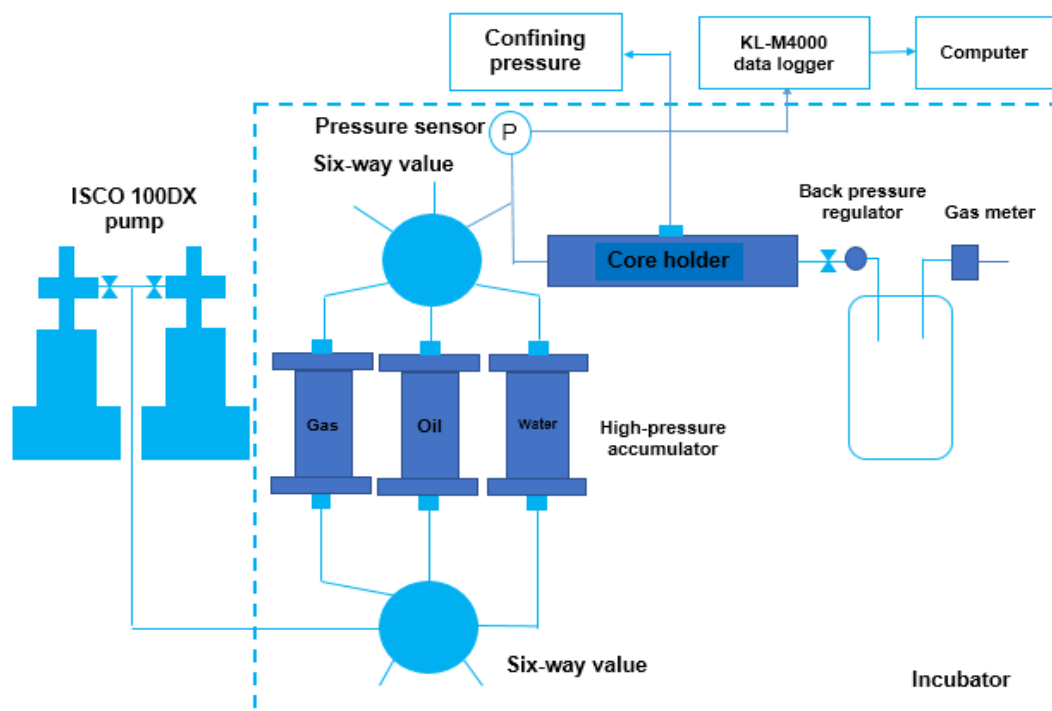 Confining
pressure
KL-M4000
data logger
Computer
Pressure sensor
P
Six-way value
ISCO 100DX
pump
Back pressure
regulator
Gas meter
Core holder
Gas
Oil
Water
High-pressure
accumulator
Six-way value
Incubator